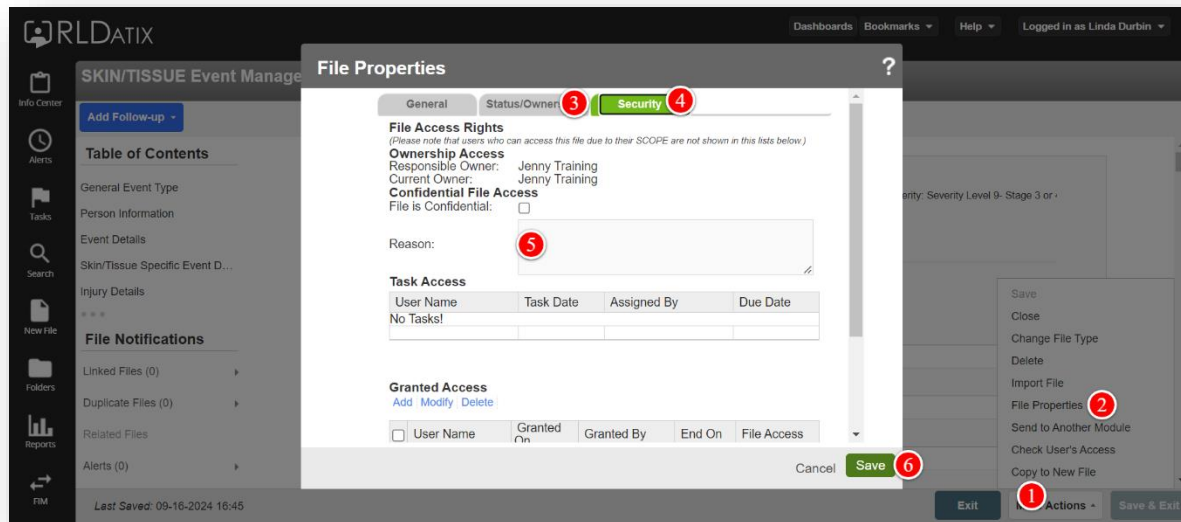 RLDATIX
Dashboards Bookmarks Help Logged in as Linda Durbin
Info Center
Alerts
Tasks
Search
New File
Folders
Reports
FIM
SKIN/TISSUE Event Manage
Add Follow-up
Table of Contents
General Event Type
Person Information
Event Details
Skin/Tissue Specific Event D...
Injury Details
File Notifications
Linked Files (0)
Duplicate Files (0)
Related Files
Alerts (0)
Last Saved: 09-16-2024 16:45
File Properties ?
General Status/Owner 3 Security 4
File Access Rights
(Please note that users who can access this file due to their SCOPE are not shown in this lists below.)
Ownership Access
Responsible Owner: Jenny Training
Current Owner: Jenny Training
Confidential File Access
File is Confidential:
Reason: 5
Task Access
User Name Task Date Assigned By Due Date
No Tasks!
Granted Access
Add Modify Delete
User Name Granted On Granted By End On File Access
Cancel Save 6
erity: Severity Level 9- Stage 3 or
Save
Close
Change File Type
Delete
Import File
File Properties 2
Send to Another Module
Check User's Access
Copy to New File
Exit 1 Actions Save & Exit